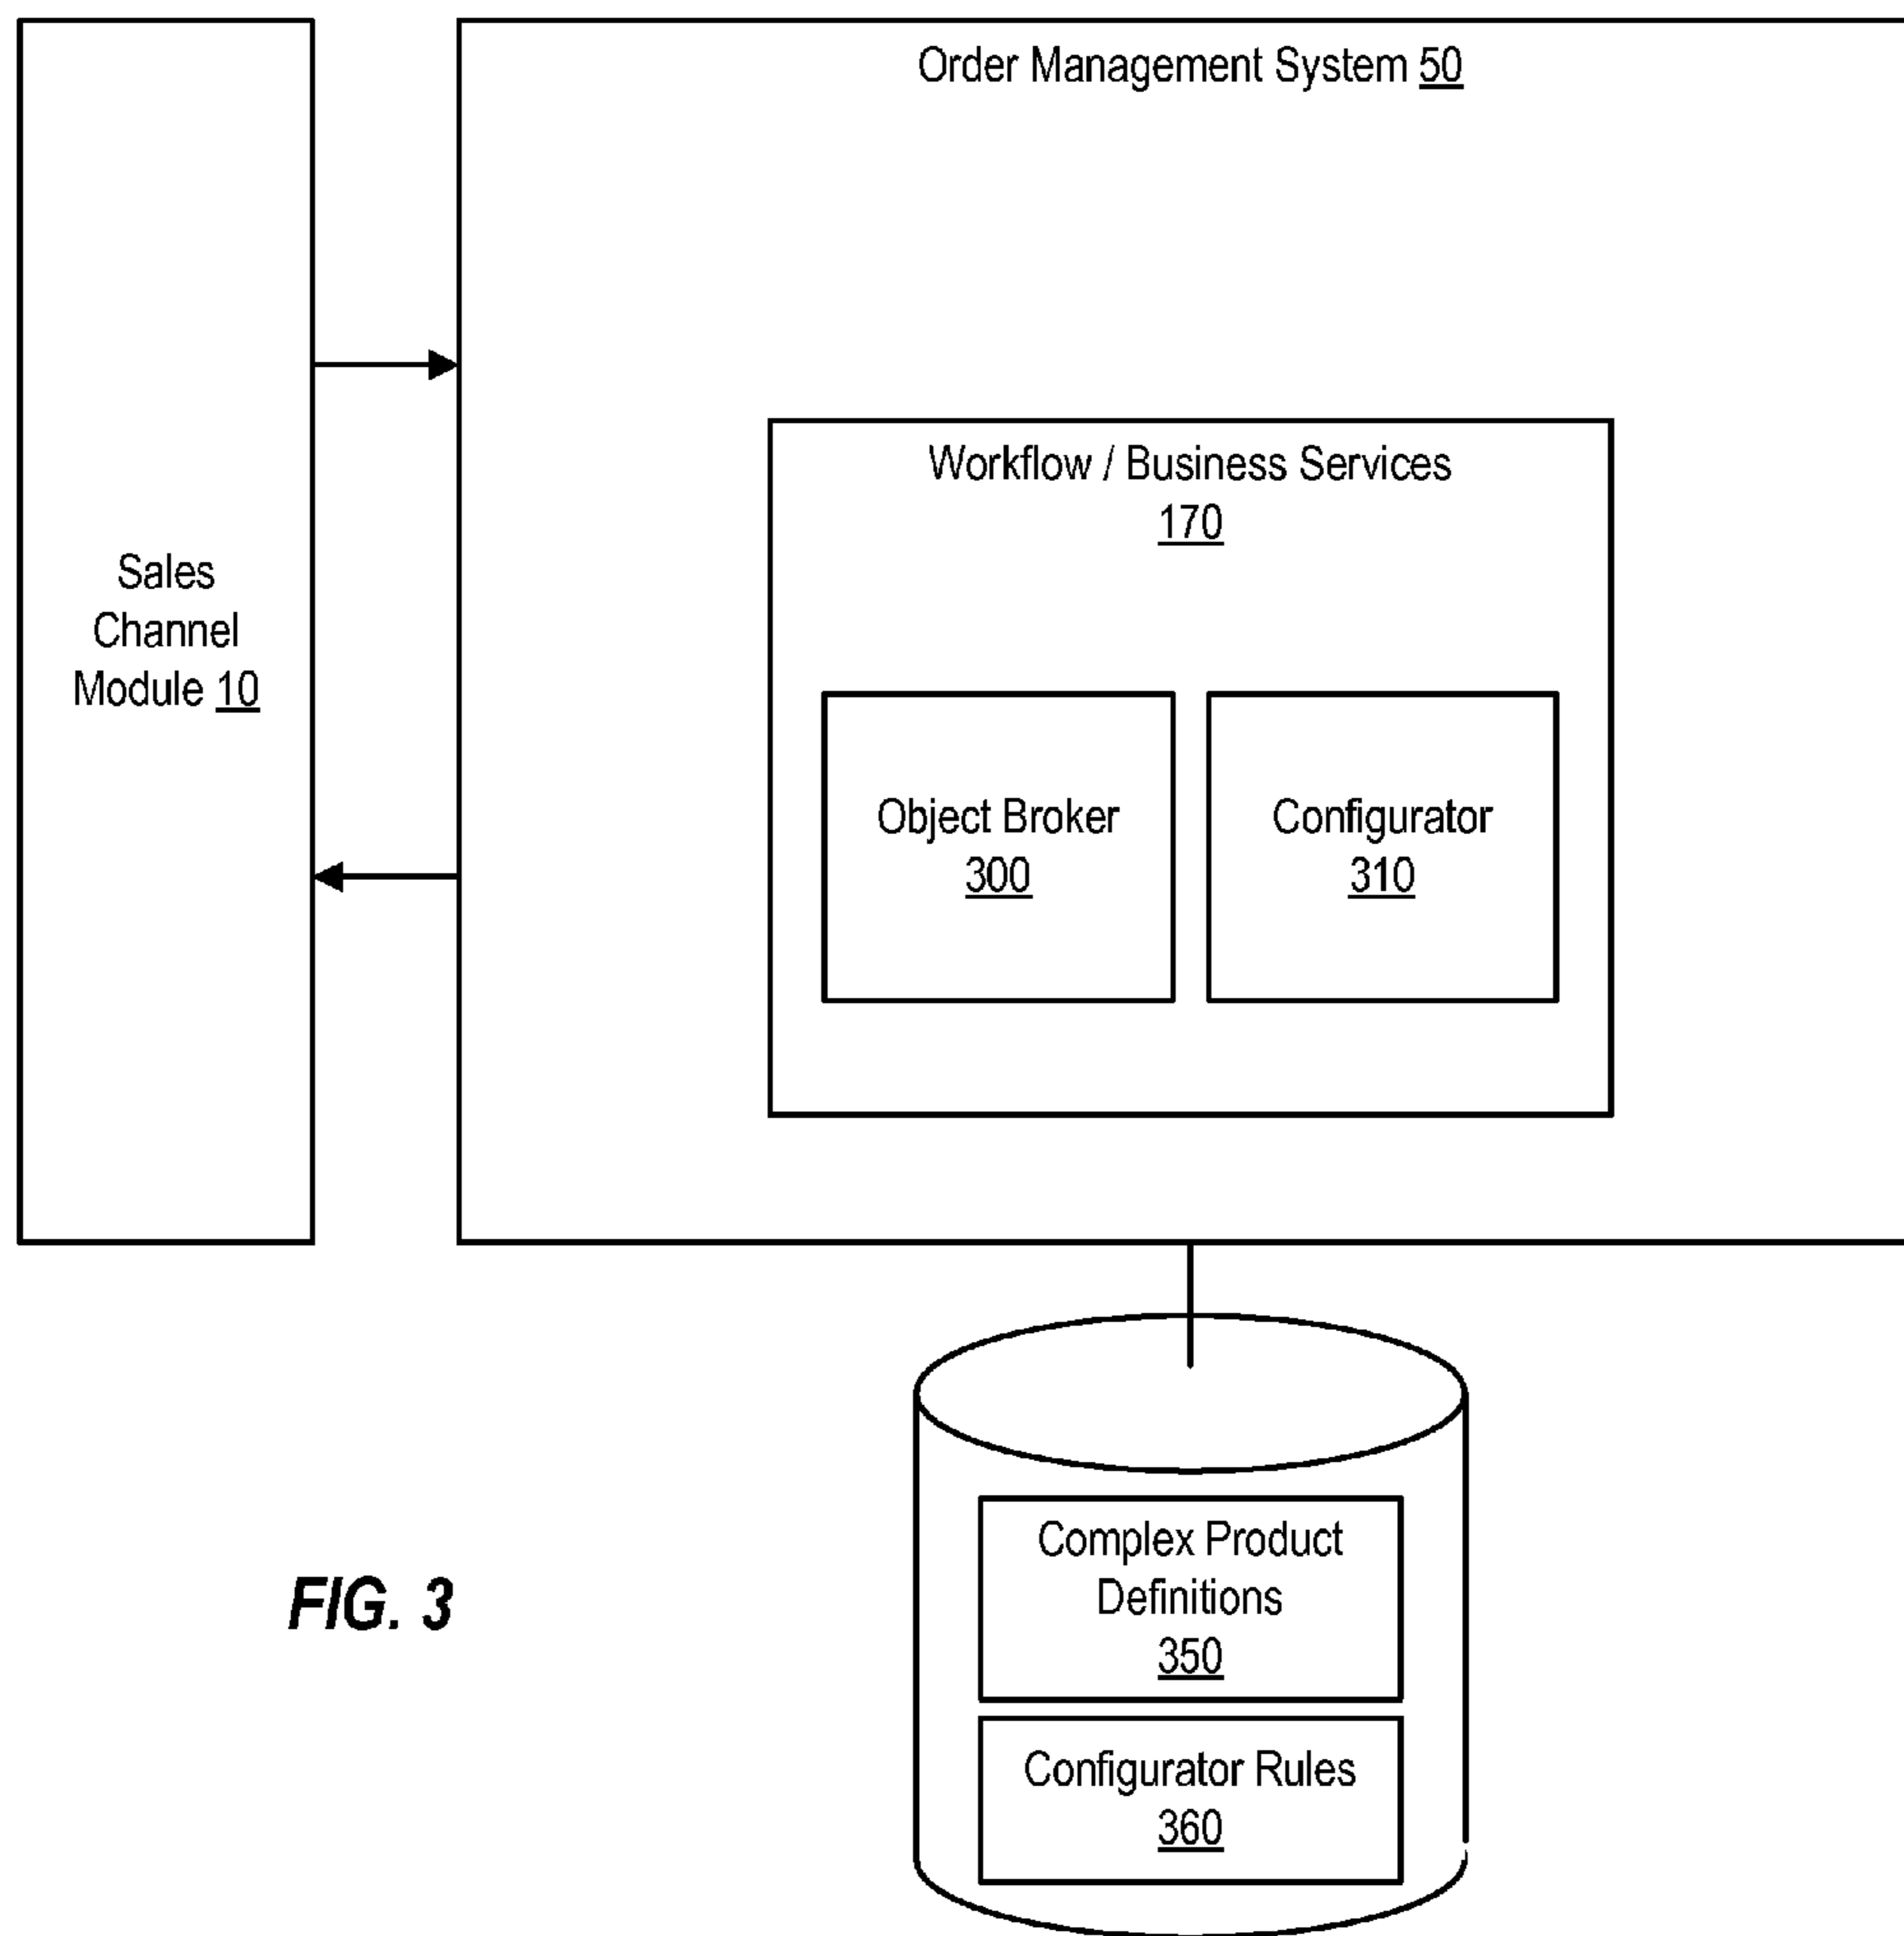 Order Management System 50
Workflow / Business Services
170
Sales
Channel
Module 10
Object Broker
300
Configurator
310
Complex Product
Definitions
350
Configurator Rules
360
FIG. 3